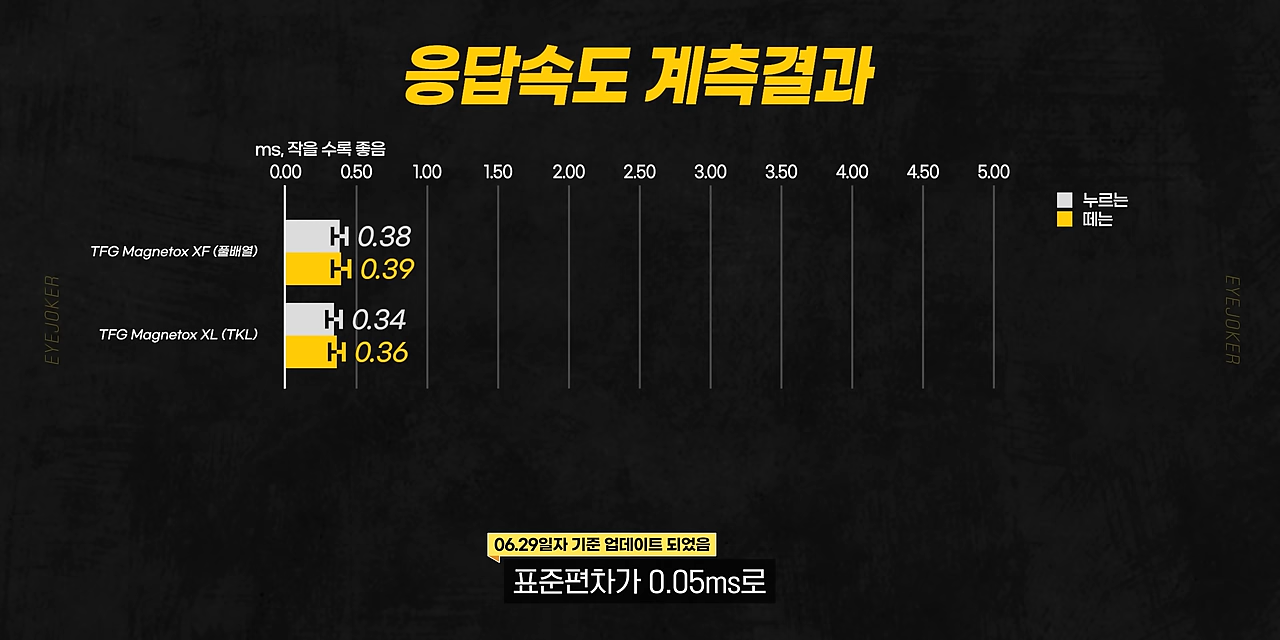 응답속도 계측결과
ms, 작을 수록 좋음
0.00 0.50 1.00 1.50 2.00 2.50 3.00 3.50 4.00 4.50 5.00
누르는
떼는
TFG Magnetox XF (풀배열)
0.38
0.39
TFG Magnetox XL (TKL)
0.34
0.36
EYEJOKER
EYEJOKER
06.29일자 기준 업데이트 되었음
표준편차가 0.05ms로